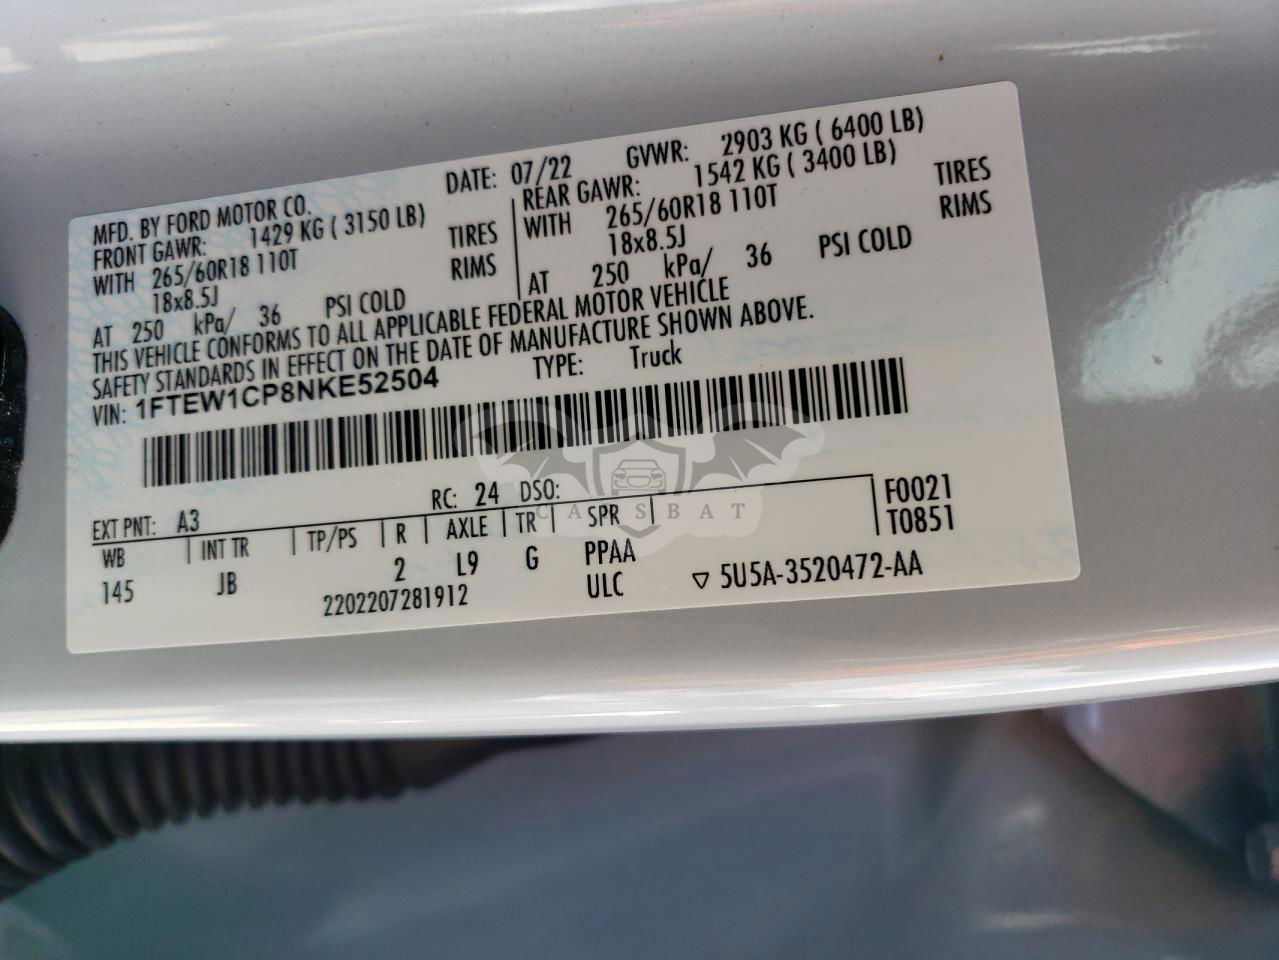 MFD. BY FORD MOTOR CO. DATE: 07/22 GVWR: 2903 KG ( 6400 LB)
FRONT GAWR: 1429 KG ( 3150 LB) REAR GAWR: 1542 KG ( 3400 LB)
WITH 265/60R18 110T TIRES WITH 265/60R18 110T TIRES
18x8.5J RIMS 18x8.5J RIMS
AT 250 kPa/ 36 PSI COLD AT 250 kPa/ 36 PSI COLD
THIS VEHICLE CONFORMS TO ALL APPLICABLE FEDERAL MOTOR VEHICLE
SAFETY STANDARDS IN EFFECT ON THE DATE OF MANUFACTURE SHOWN ABOVE.
VIN: 1FTEW1CP8NKE52504 TYPE: Truck
CARSBAT
EXT PNT: A3 RC: 24 DSO: F0021
WB INT TR TP/PS R AXLE TR SPR T0851
145 JB 2 L9 G PPAA
2202207281912 ULC ▽ 5U5A-3520472-AA